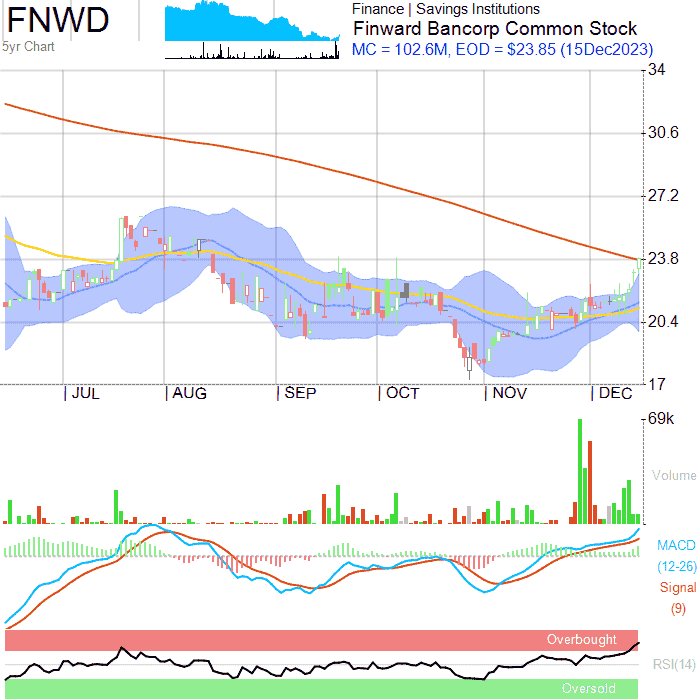 FNWD
5yr Chart
Finance | Savings Institutions
Finward Bancorp Common Stock
MC = 102.6M, EOD = $23.85 (15Dec2023)
34
30.6
27.2
23.8
20.4
17
JUL AUG SEP OCT NOV DEC
69k
Volume
MACD
(12-26)
Signal
(9)
Overbought
RSI(14)
Oversold